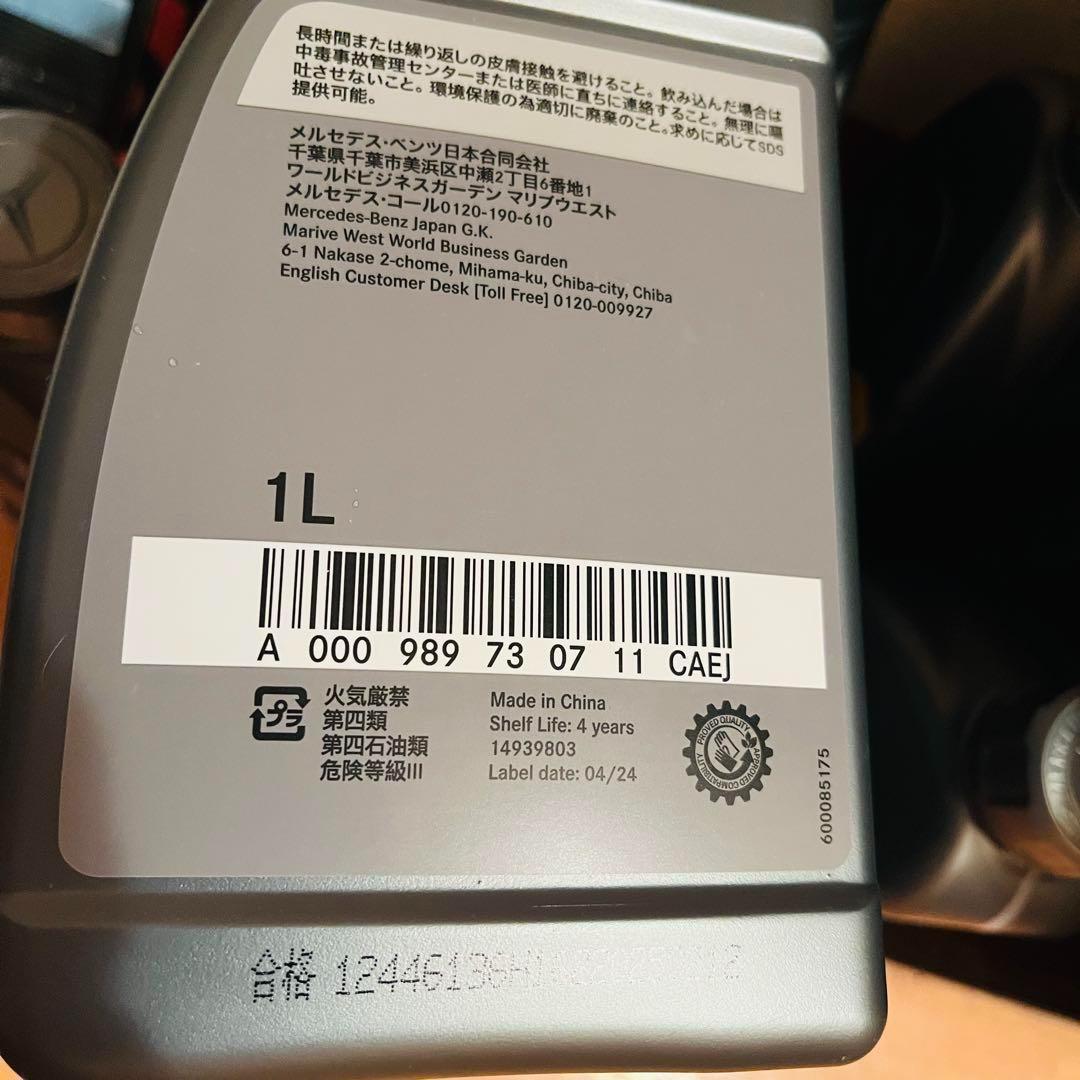 長時間または繰り返しの皮膚接触を避けること。飲み込んだ場合は
中毒事故管理センターまたは医師に直ちに連絡すること。無理に嘔
吐させないこと。環境保護の為適切に廃棄のこと。求めに応じてSDS
提供可能。
メルセデス・ベンツ日本合同会社
千葉県千葉市美浜区中瀬2丁目6番地1
ワールドビジネスガーデン マリブウエスト
メルセデス・コール0120-190-610
Mercedes-Benz Japan G.K.
Marive West World Business Garden
6-1 Nakase 2-chome, Mihama-ku, Chiba-city, Chiba
English Customer Desk [Toll Free] 0120-009927
1L
A 000 989 73 07 11 CAEJ
プラ
火気厳禁
第四類
第四石油類
危険等級III
Made in China
Shelf Life: 4 years
14939803
Label date: 04/24
PROVED QUALITY
APPROVED COMPATIBILITY
600085175
合格 12446136H